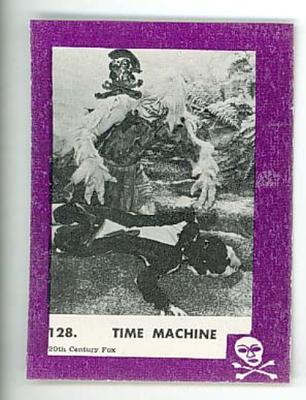 128. TIME MACHINE
20th Century Fox